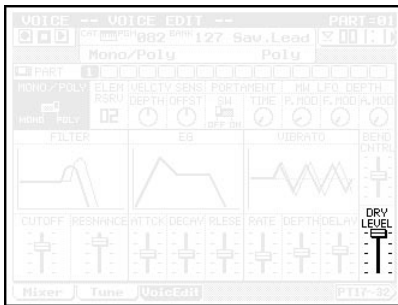 VOICE -- VOICE EDIT -- PART=01
CAT PGM 082 BANK 127 Saw.Lead
Mono/Poly Poly
PART 1
MONO/POLY ELEM RSRV VELCTY SENS PORTAMENT MW LFO DEPTH
DEPTH OFFST SW TIME P.MOD F.MOD A.MOD
MONO POLY 02 OFF ON
FILTER EG VIBRATO BEND CNTRL
DRY LEVEL
CUTOFF RESNANCE ATTCK DECAY RLESE RATE DEPTH DELAY
Mixer Tune VoicEdit PT17~32